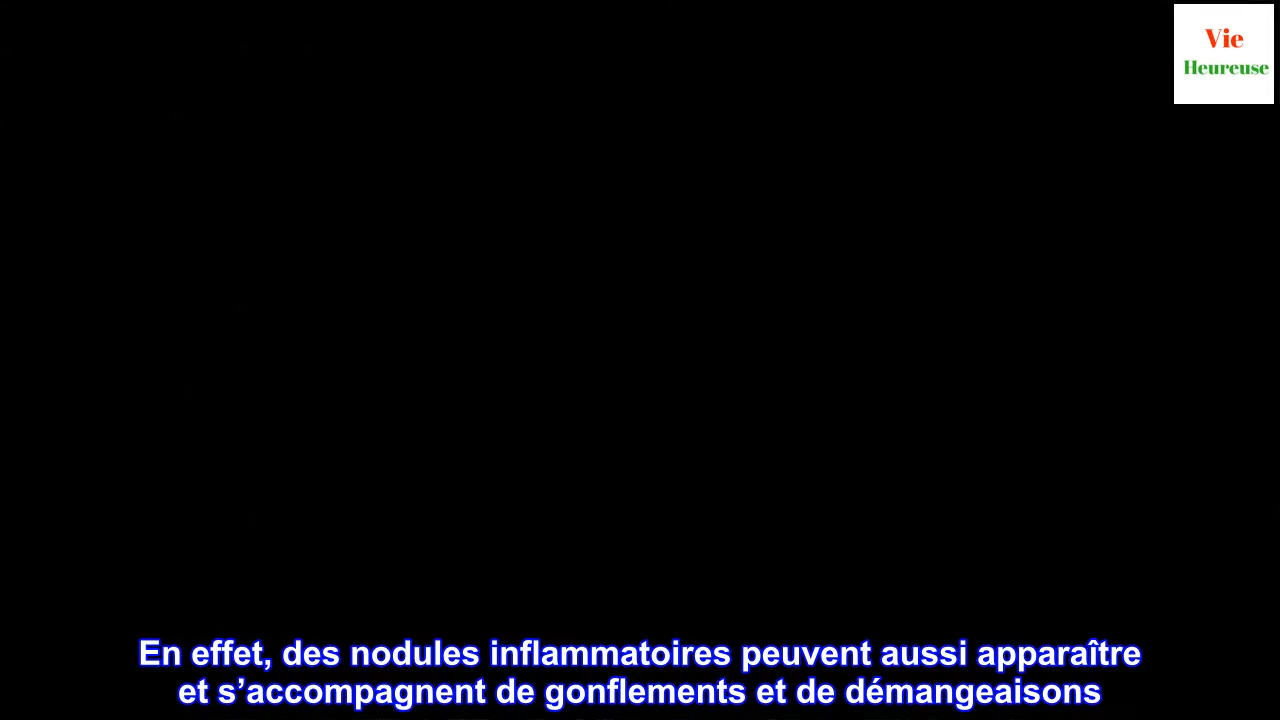 Vie
Heureuse
En effet, des nodules inflammatoires peuvent aussi apparaître
et s’accompagnent de gonflements et de démangeaisons